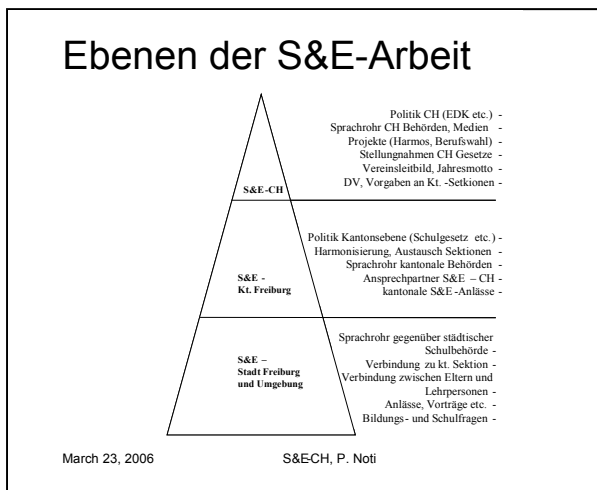 Ebenen der S&E-Arbeit
Politik CH (EDK etc.) -
Sprachrohr CH Behörden, Medien -
Projekte (Harmos, Berufswahl) -
Stellungnahmen CH Gesetze -
Vereinsleitbild, Jahresmotto -
DV, Vorgaben an Kt. -Setkionen -
S&E-CH
Politik Kantonsebene (Schulgesetz etc.) -
Harmonisierung, Austausch Sektionen -
Sprachrohr kantonale Behörden -
Ansprechpartner S&E – CH -
kantonale S&E-Anlässe -
S&E -
Kt. Freiburg
Sprachrohr gegenüber städtischer
Schulbehörde -
Verbindung zu kt. Sektion -
Verbindung zwischen Eltern und
Lehrpersonen -
Anlässe, Vorträge etc. -
Bildungs- und Schulfragen -
S&E –
Stadt Freiburg
und Umgebung
March 23, 2006
S&E-CH, P. Noti